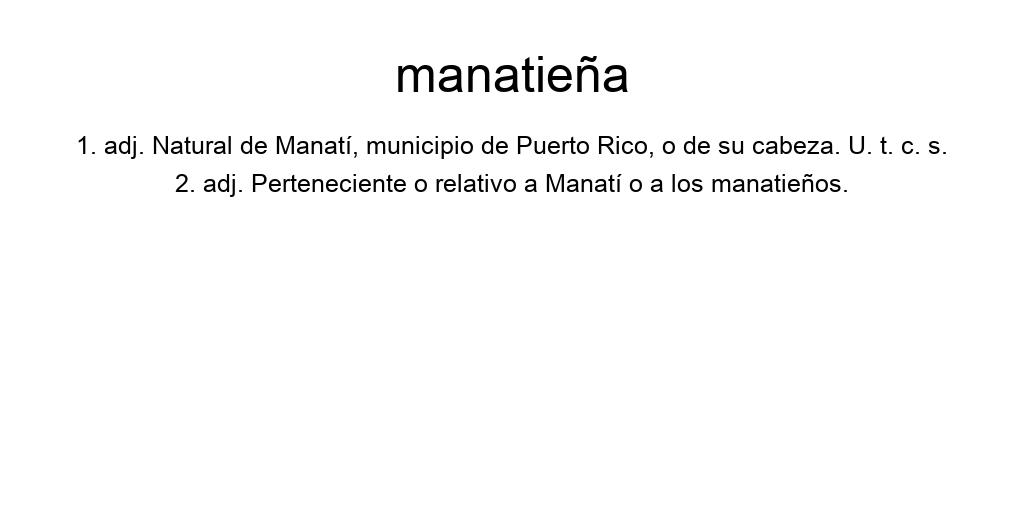 manatieña
1. adj. Natural de Manatí, municipio de Puerto Rico, o de su cabeza. U. t. c. s.
2. adj. Perteneciente o relativo a Manatí o a los manatieños.